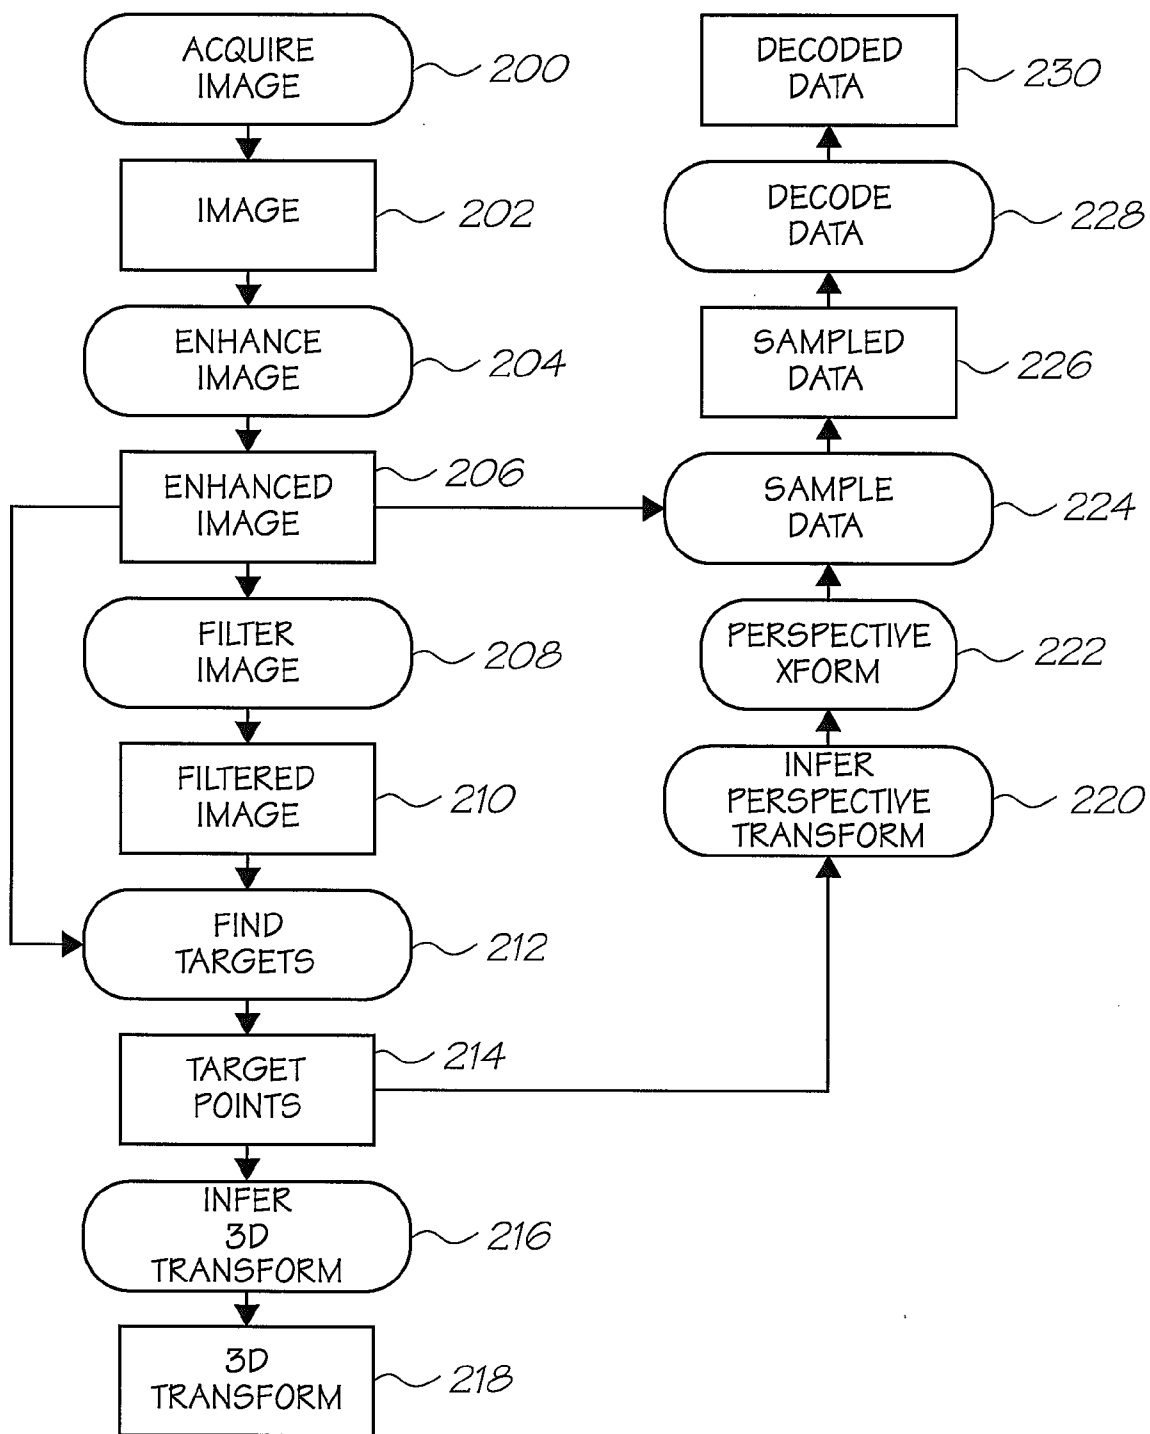 ACQUIRE
IMAGE
200
IMAGE
202
ENHANCE
IMAGE
204
ENHANCED
IMAGE
206
FILTER
IMAGE
208
FILTERED
IMAGE
210
FIND
TARGETS
212
TARGET
POINTS
214
INFER
3D
TRANSFORM
216
3D
TRANSFORM
218
DECODED
DATA
230
DECODE
DATA
228
SAMPLED
DATA
226
SAMPLE
DATA
224
PERSPECTIVE
XFORM
222
INFER
PERSPECTIVE
TRANSFORM
220